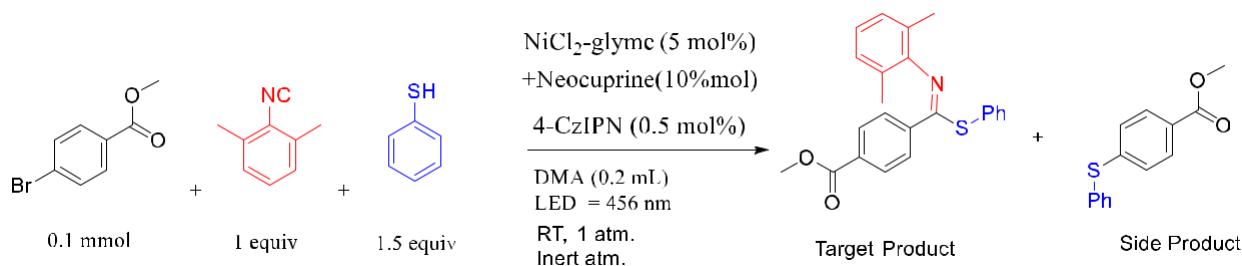 NiCl2-glymc (5 mol%)
+Neocuprine(10%mol)
4-CzIPN (0.5 mol%)
DMA (0.2 mL)
LED = 456 nm
RT, 1 atm.
Inert atm.
O
O
Br
+
NC
+
SH
N
S
Ph
O
O
+
O
O
S
Ph
0.1 mmol
1 equiv
1.5 equiv
Target Product
Side Product